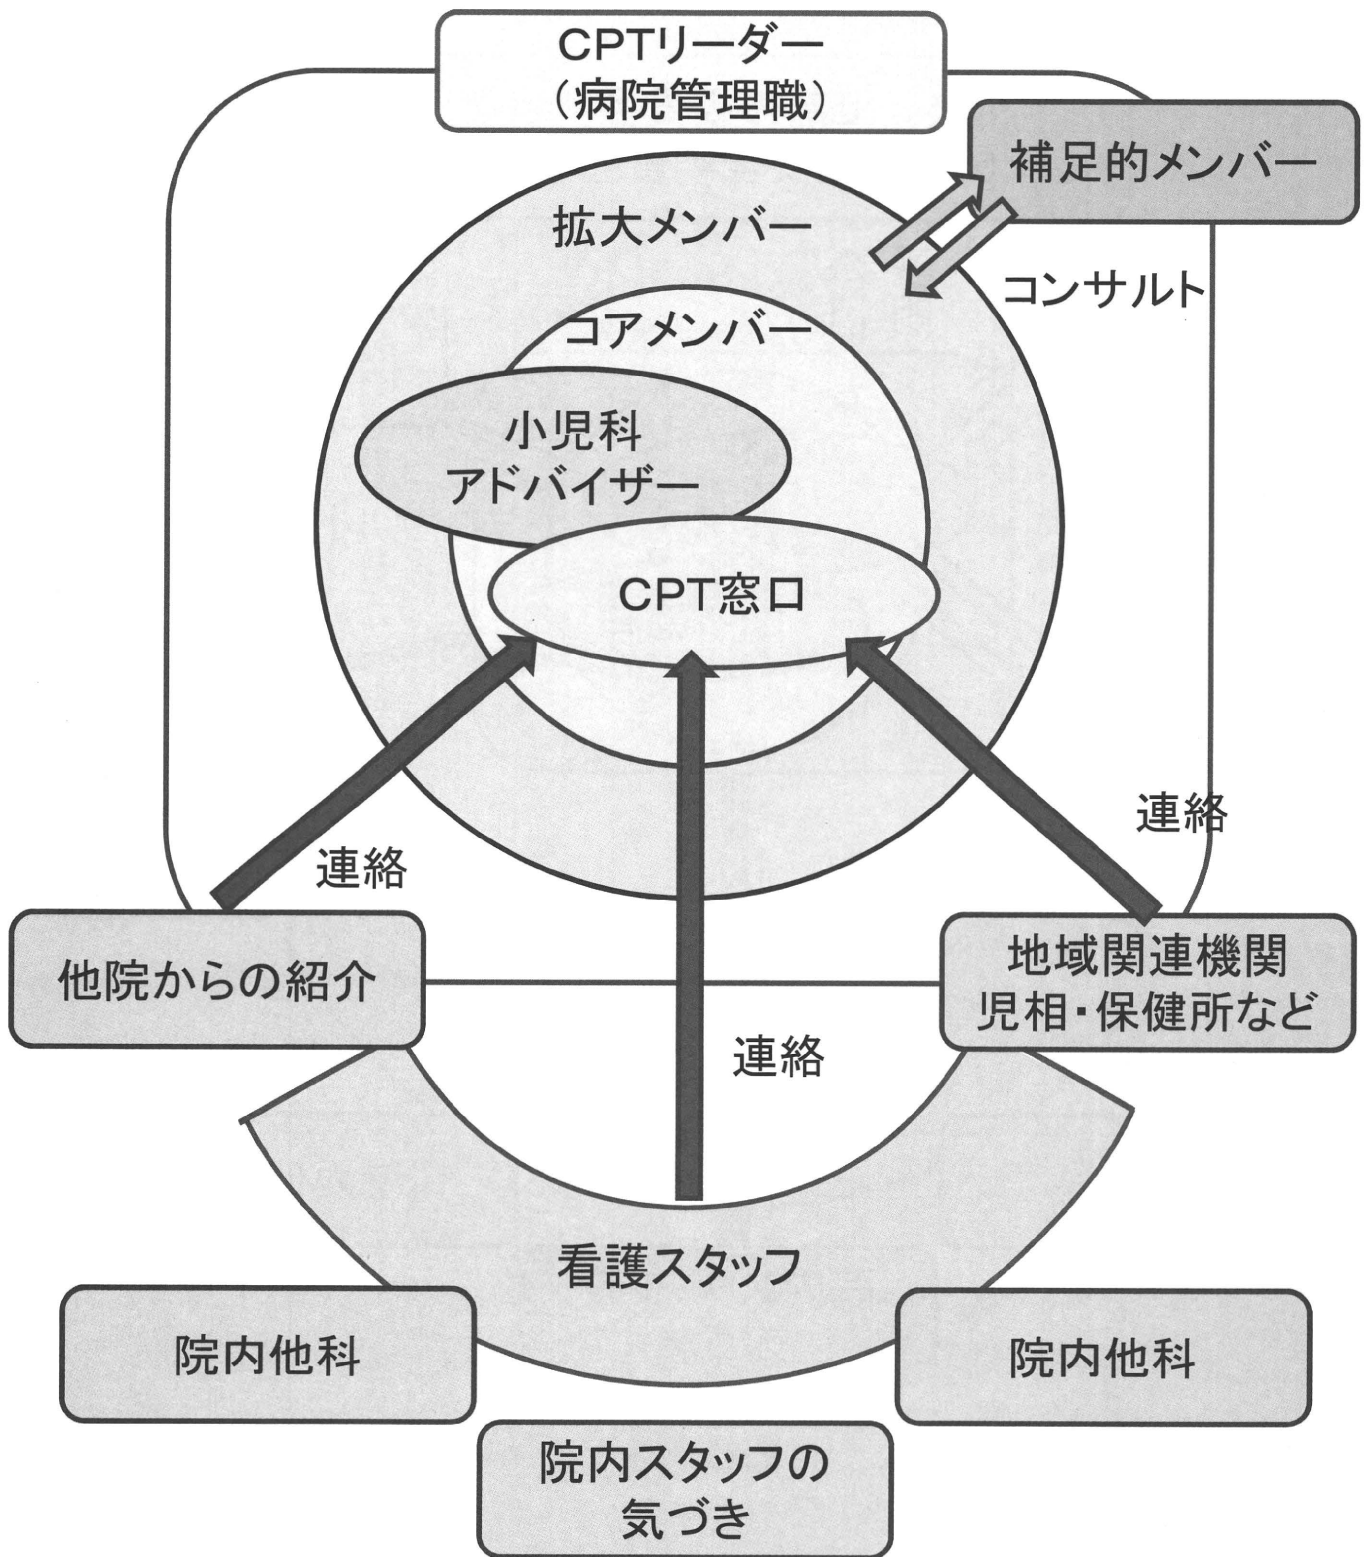 CPTリーダー
（病院管理職）
補足的メンバー
拡大メンバー
コンサルト
コアメンバー
小児科
アドバイザー
CPT窓口
連絡
連絡
他院からの紹介
地域関連機関
児相・保健所など
連絡
看護スタッフ
院内他科
院内他科
院内スタッフの
気づき